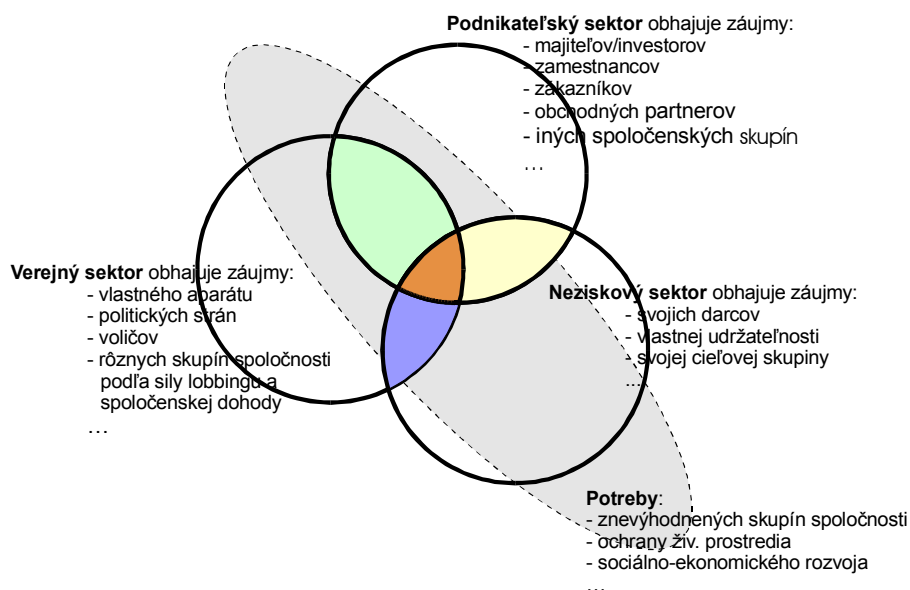 Podnikateľský sektor obhajuje záujmy:
- majiteľov/investorov
- zamestnancov
- zákazníkov
- obchodných partnerov
- iných spoločenských skupín
…
Verejný sektor obhajuje záujmy:
- vlastného aparátu
- politických strán
- voličov
- rôznych skupín spoločnosti
podľa sily lobbingu a
spoločenskej dohody
…
Neziskový sektor obhajuje záujmy:
- svojich darcov
- vlastnej udržateľnosti
- svojej cieľovej skupiny
…
Potreby:
- znevýhodnených skupín spoločnosti
- ochrany živ. prostredia
- sociálno-ekonomického rozvoja
…